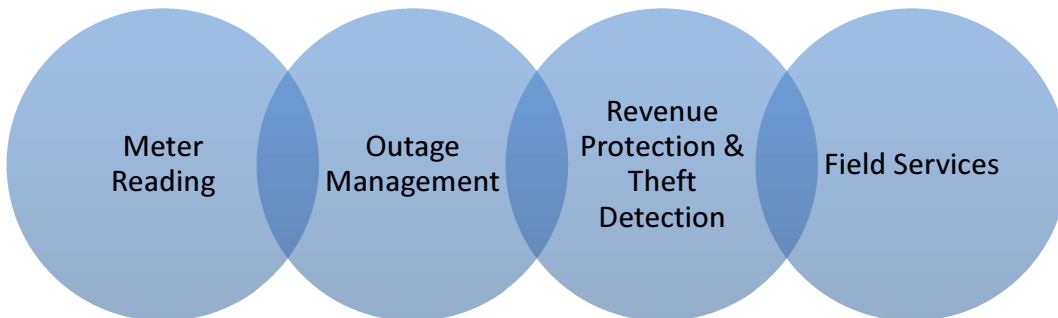 Meter
Reading
Outage
Management
Revenue
Protection &
Theft
Detection
Field Services